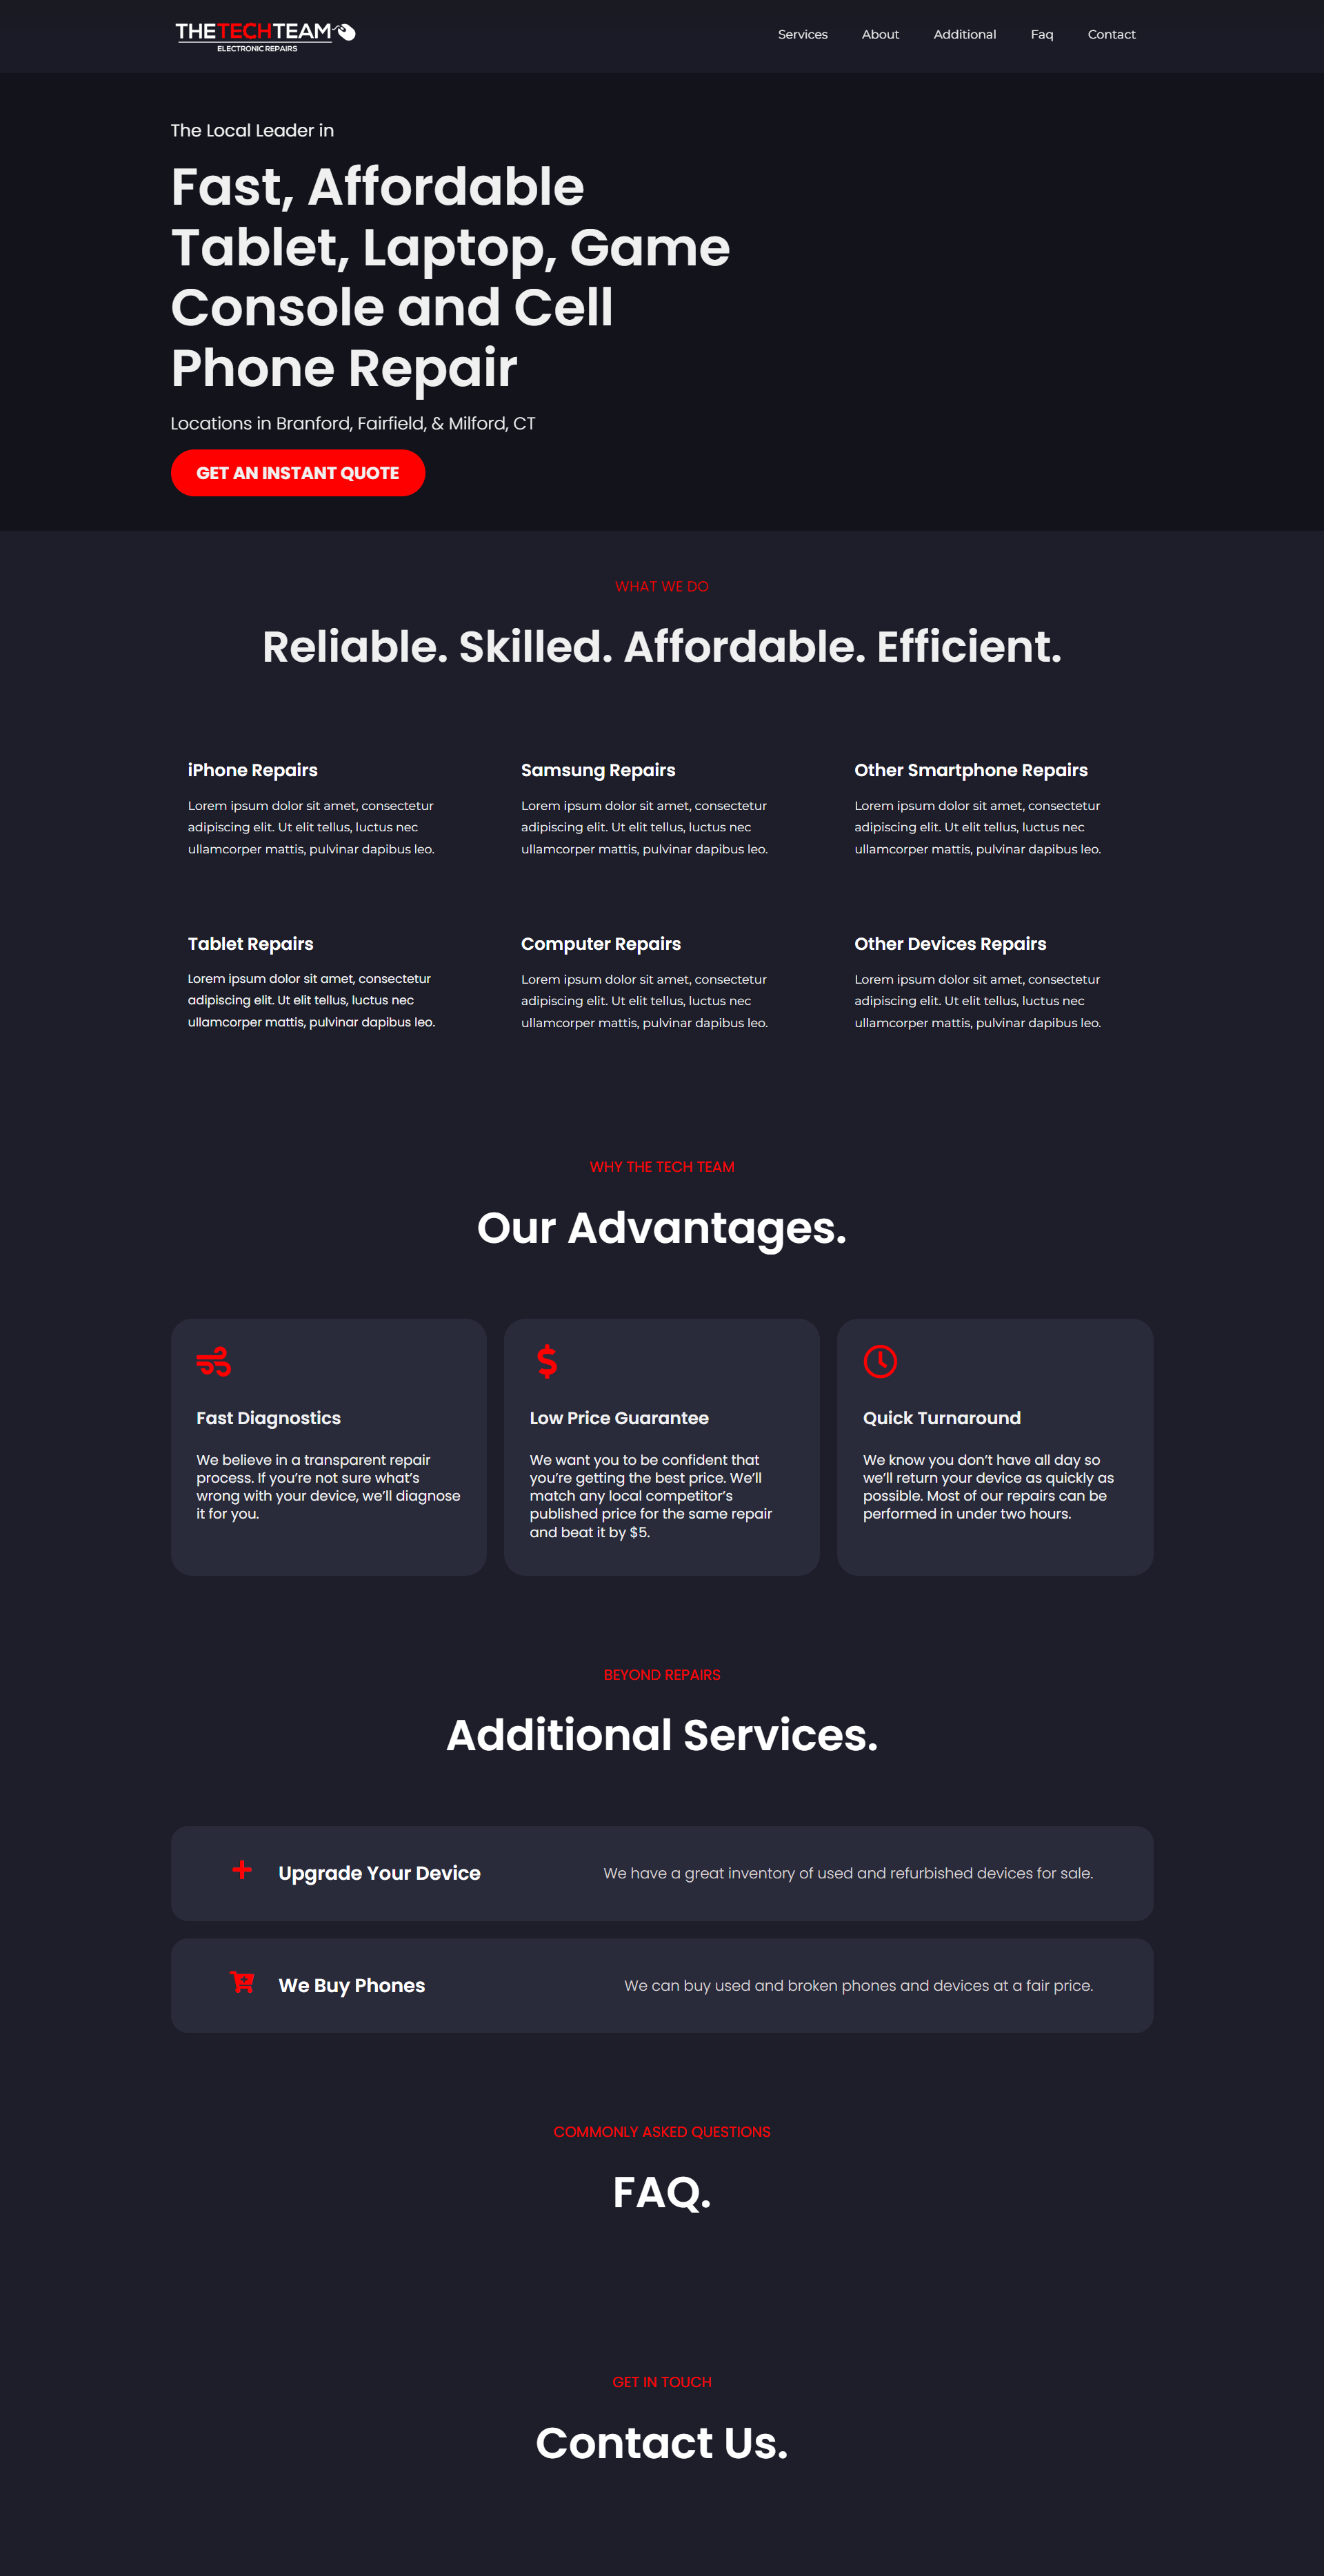 THETECHTEAM
ELECTRONIC REPAIRS
Services About Additional Faq Contact
The Local Leader in
Fast, Affordable
Tablet, Laptop, Game
Console and Cell
Phone Repair
Locations in Branford, Fairfield, & Milford, CT
GET AN INSTANT QUOTE
WHAT WE DO
Reliable. Skilled. Affordable. Efficient.
iPhone Repairs
Lorem ipsum dolor sit amet, consectetur
adipiscing elit. Ut elit tellus, luctus nec
ullamcorper mattis, pulvinar dapibus leo.
Samsung Repairs
Lorem ipsum dolor sit amet, consectetur
adipiscing elit. Ut elit tellus, luctus nec
ullamcorper mattis, pulvinar dapibus leo.
Other Smartphone Repairs
Lorem ipsum dolor sit amet, consectetur
adipiscing elit. Ut elit tellus, luctus nec
ullamcorper mattis, pulvinar dapibus leo.
Tablet Repairs
Lorem ipsum dolor sit amet, consectetur
adipiscing elit. Ut elit tellus, luctus nec
ullamcorper mattis, pulvinar dapibus leo.
Computer Repairs
Lorem ipsum dolor sit amet, consectetur
adipiscing elit. Ut elit tellus, luctus nec
ullamcorper mattis, pulvinar dapibus leo.
Other Devices Repairs
Lorem ipsum dolor sit amet, consectetur
adipiscing elit. Ut elit tellus, luctus nec
ullamcorper mattis, pulvinar dapibus leo.
WHY THE TECH TEAM
Our Advantages.
Fast Diagnostics
We believe in a transparent repair
process. If you’re not sure what’s
wrong with your device, we’ll diagnose
it for you.
Low Price Guarantee
We want you to be confident that
you’re getting the best price. We’ll
match any local competitor’s
published price for the same repair
and beat it by $5.
Quick Turnaround
We know you don’t have all day so
we’ll return your device as quickly as
possible. Most of our repairs can be
performed in under two hours.
BEYOND REPAIRS
Additional Services.
Upgrade Your Device
We have a great inventory of used and refurbished devices for sale.
We Buy Phones
We can buy used and broken phones and devices at a fair price.
COMMONLY ASKED QUESTIONS
FAQ.
GET IN TOUCH
Contact Us.